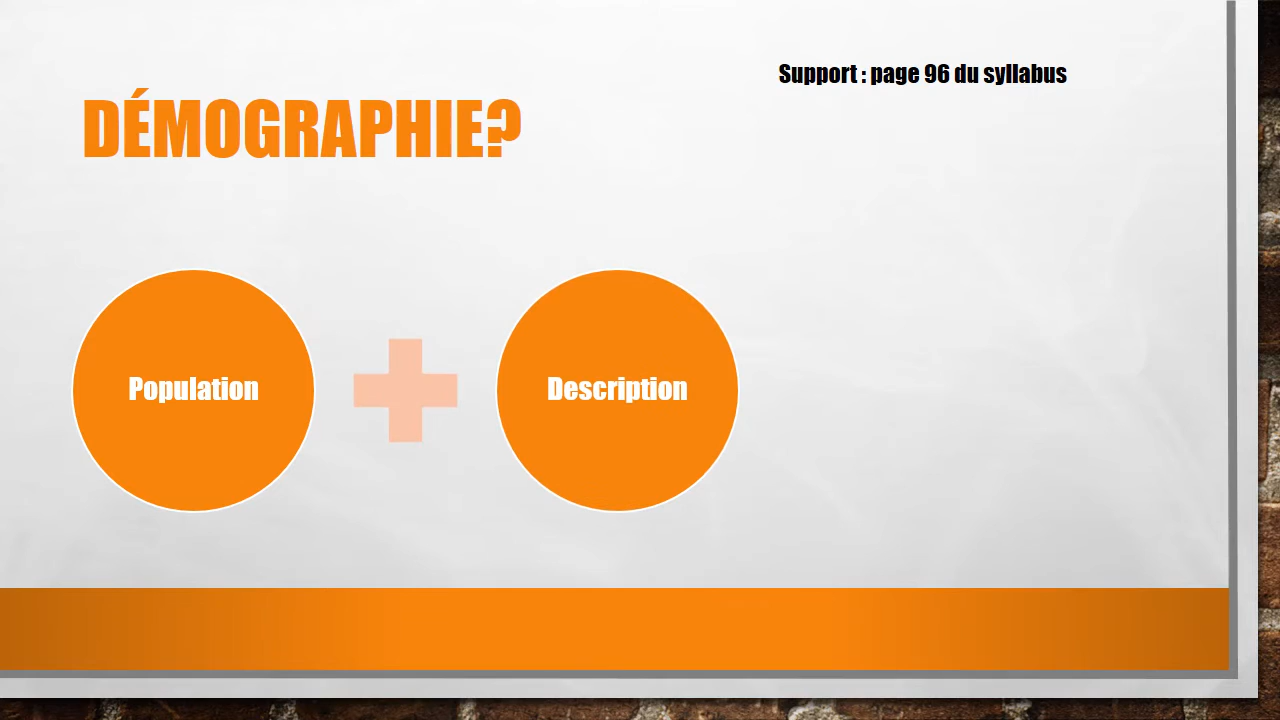 Support : page 96 du syllabus
DÉMOGRAPHIE?
Population
Description